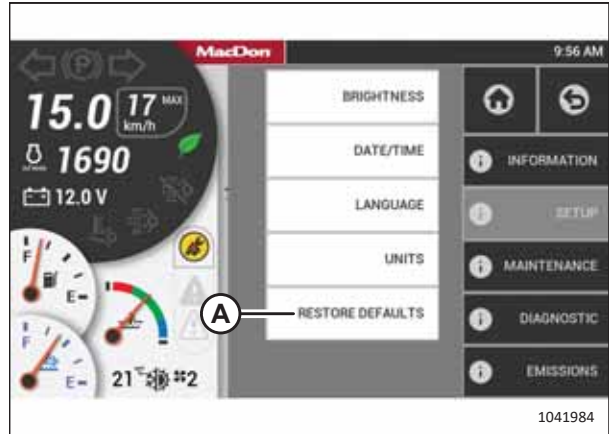 MacDon
9:56 AM
15.0 17 MAX
km/h
1690
12.0 V
BRIGHTNESS
DATE/TIME
LANGUAGE
UNITS
RESTORE DEFAULTS
INFORMATION
SETUP
MAINTENANCE
DIAGNOSTIC
EMISSIONS
P
F
E
F
E
21 °C 2
A
1041984